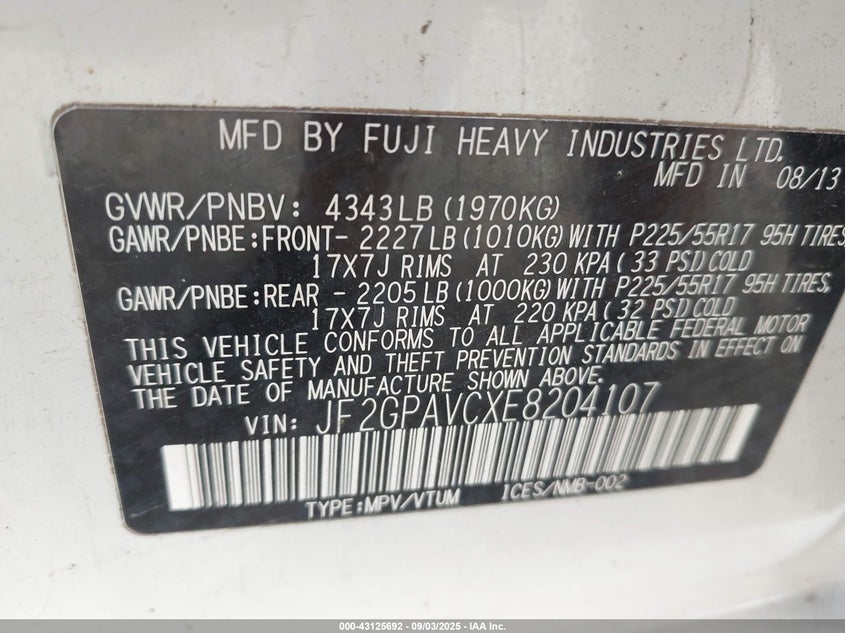 MFD BY FUJI HEAVY INDUSTRIES LTD.
MFD IN 08/13
GVWR/PNBV: 4343LB (1970KG)
GAWR/PNBE:FRONT- 2227LB (1010KG) WITH P225/55R17 95H TIRES
17X7J RIMS AT 230 KPA (33 PSI) COLD
GAWR/PNBE:REAR - 2205LB (1000KG) WITH P225/55R17 95H TIRES,
17X7J RIMS AT 220 KPA (32 PSI) COLD
THIS VEHICLE CONFORMS TO ALL APPLICABLE FEDERAL MOTOR
VEHICLE SAFETY AND THEFT PREVENTION STANDARDS IN EFFECT ON
THE DATE OF MANUFACTURE SHOWN ABOVE.
VIN: JF2GPAVCXE8204107
TYPE:MPV/VTUM ICES/NMB-002
000-43125692 - 09/03/2025 - IAA Inc.